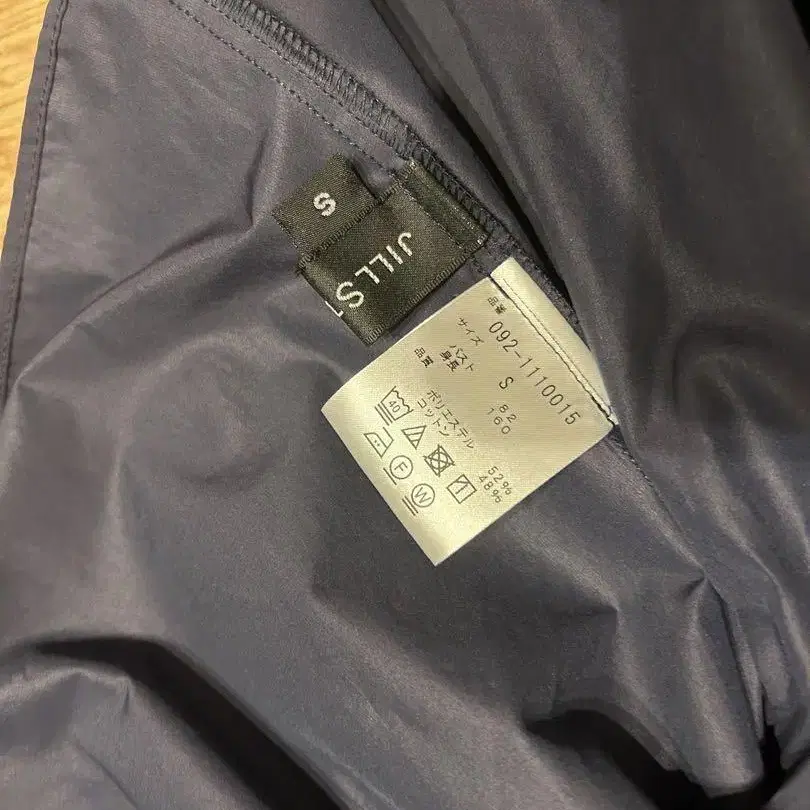 S
JILLST
品番 092-1110015
サイズ S
バスト 82
身長 160
品質
ポリエステル 52%
コットン 48%
40
F
W